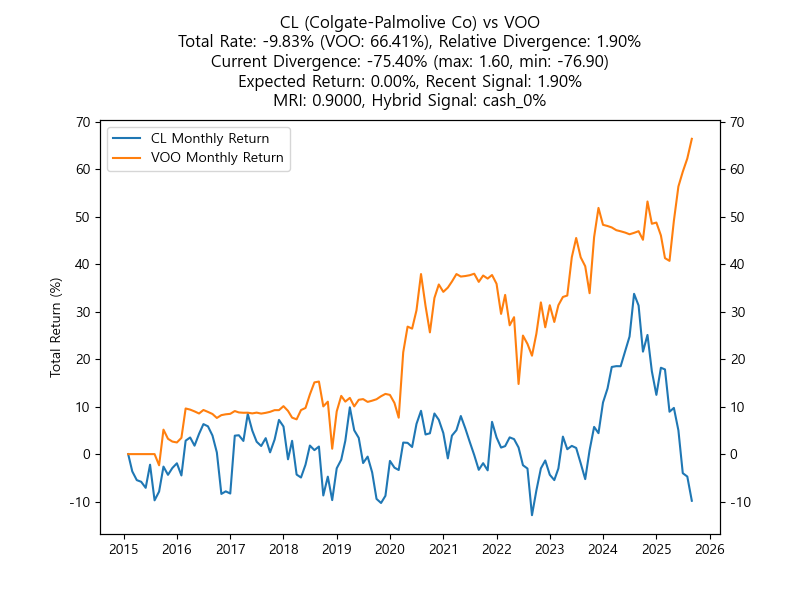 CL (Colgate-Palmolive Co) vs VOO
Total Rate: -9.83% (VOO: 66.41%), Relative Divergence: 1.90%
Current Divergence: -75.40% (max: 1.60, min: -76.90)
Expected Return: 0.00%, Recent Signal: 1.90%
MRI: 0.9000, Hybrid Signal: cash_0%
CL Monthly Return
VOO Monthly Return
Total Return (%)
70
60
50
40
30
20
10
0
-10
70
60
50
40
30
20
10
0
-10
2015 2016 2017 2018 2019 2020 2021 2022 2023 2024 2025 2026